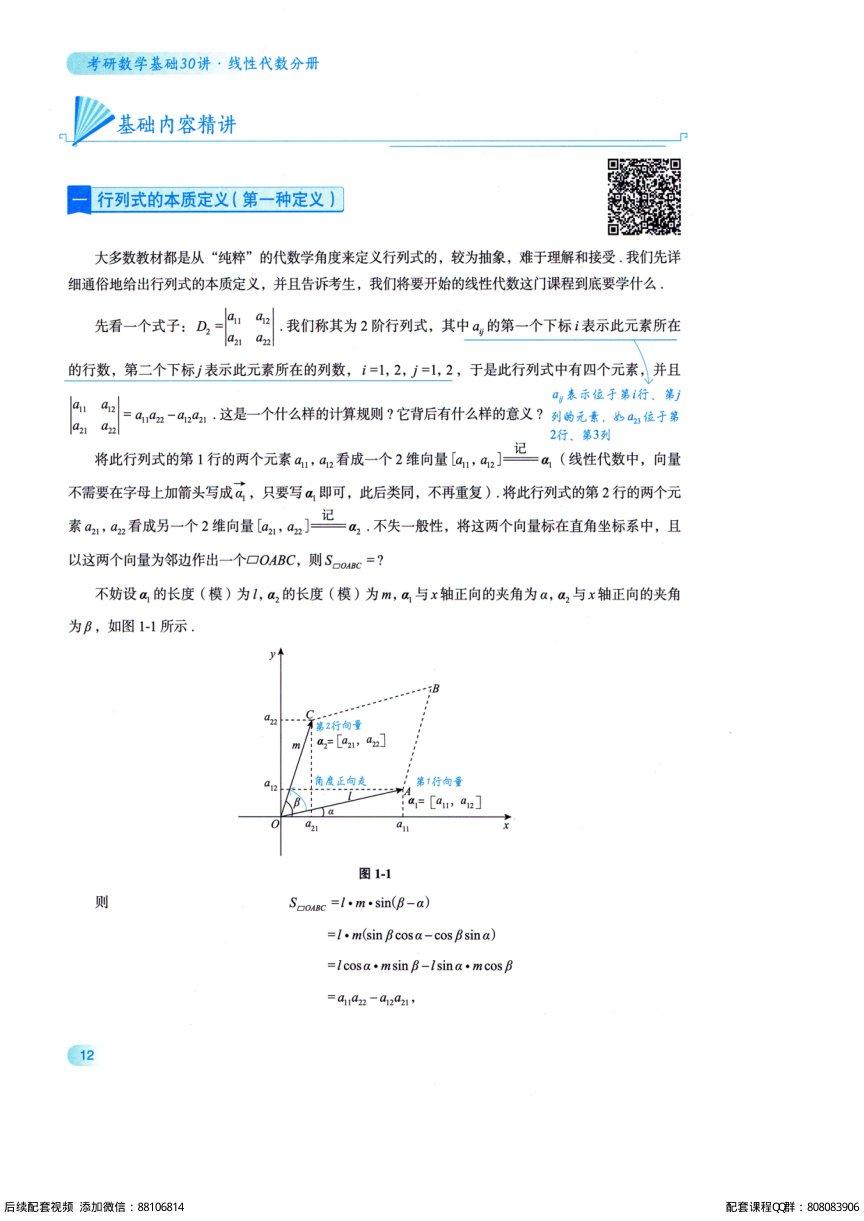 考研数学基础30讲·线性代数分册
基础内容精讲
一 行列式的本质定义(第一种定义)
大多数教材都是从“纯粹”的代数学角度来定义行列式的，较为抽象，难于理解和接受．我们先详
细通俗地给出行列式的本质定义，并且告诉考生，我们将要开始的线性代数这门课程到底要学什么．
先看一个式子：D₂ = |a₁₁ a₁₂; a₂₁ a₂₂|．我们称其为 2 阶行列式，其中 aᵢⱼ 的第一个下标 i 表示此元素所在
的行数，第二个下标 j 表示此元素所在的列数，i =1, 2, j =1, 2，于是此行列式中有四个元素，并且
aᵢⱼ表示位于第i行、第j
列的元素，如a₂₃位于第
2行、第3列
|a₁₁ a₁₂; a₂₁ a₂₂| = a₁₁a₂₂ − a₁₂a₂₁．这是一个什么样的计算规则？它背后有什么样的意义？
将此行列式的第 1 行的两个元素 a₁₁, a₁₂ 看成一个 2 维向量 [a₁₁, a₁₂] ══记══ α₁（线性代数中，向量
不需要在字母上加箭头写成 α⃗₁，只要写 α₁ 即可，此后类同，不再重复）．将此行列式的第 2 行的两个元
素 a₂₁, a₂₂ 看成另一个 2 维向量 [a₂₁, a₂₂] ══记══ α₂．不失一般性，将这两个向量标在直角坐标系中，且
以这两个向量为邻边作出一个▱OABC，则 S▱OABC =？
不妨设 α₁ 的长度（模）为 l, α₂ 的长度（模）为 m, α₁ 与 x 轴正向的夹角为 α, α₂ 与 x 轴正向的夹角
为 β，如图 1-1 所示．
y
B
a₂₂
C
第2行向量
m
α₂= [a₂₁, a₂₂]
a₁₂
角度正向走
第1行向量
A
α₁= [a₁₁, a₁₂]
l
β
α
O
a₂₁
a₁₁
x
图 1-1
则
S▱OABC = l • m • sin(β − α)
= l • m(sin β cos α − cos β sin α)
= l cos α • m sin β − l sin α • m cos β
= a₁₁a₂₂ − a₁₂a₂₁，
12
后续配套视频 添加微信：88106814
配套课程QQ群：808083906